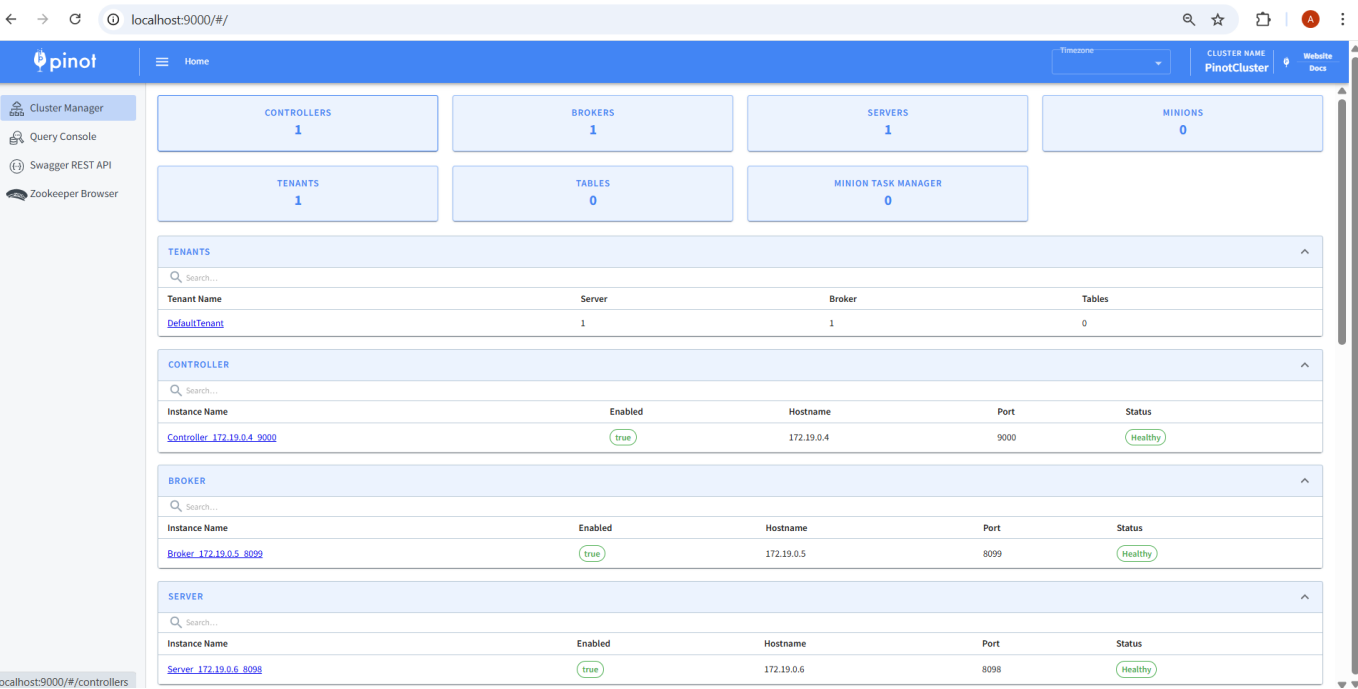 localhost:9000/#/
A
pinot
Home
Timezone
CLUSTER NAME
PinotCluster
Website
Docs
Cluster Manager
Query Console
Swagger REST API
Zookeeper Browser
CONTROLLERS
1
BROKERS
1
SERVERS
1
MINIONS
0
TENANTS
1
TABLES
0
MINION TASK MANAGER
0
TENANTS
Search...
Tenant Name Server Broker Tables
DefaultTenant 1 1 0
CONTROLLER
Search...
Instance Name Enabled Hostname Port Status
Controller_172.19.0.4_9000 true 172.19.0.4 9000 Healthy
BROKER
Search...
Instance Name Enabled Hostname Port Status
Broker_172.19.0.5_8099 true 172.19.0.5 8099 Healthy
SERVER
Search...
Instance Name Enabled Hostname Port Status
Server_172.19.0.6_8098 true 172.19.0.6 8098 Healthy
ocalhost:9000/#/controllers